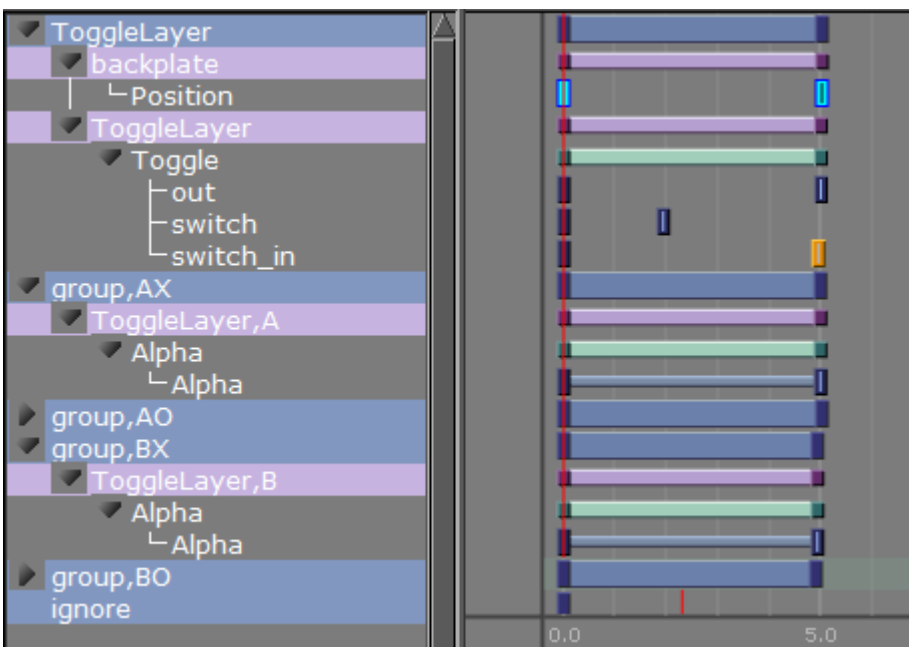 ToggleLayer
backplate
Position
ToggleLayer
Toggle
out
switch
switch_in
group,AX
ToggleLayer,A
Alpha
Alpha
group,AO
group,BX
ToggleLayer,B
Alpha
Alpha
group,BO
ignore
0.0 5.0